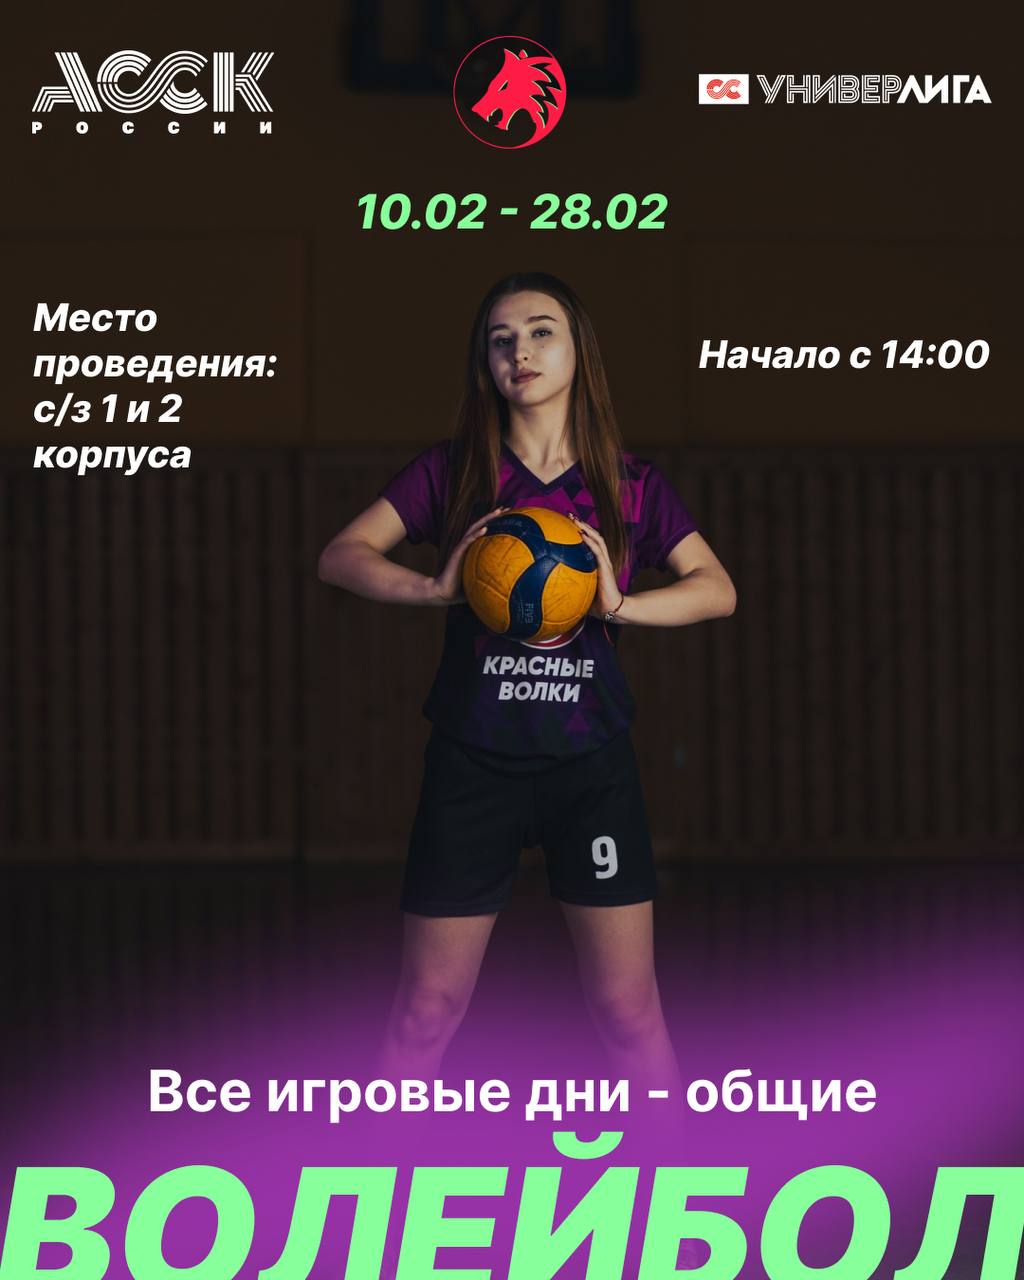 АССК
РОССИИ
УНИВЕРЛИГА
10.02 - 28.02
Место
проведения:
с/з 1 и 2
корпуса
Начало с 14:00
КРАСНЫЕ
ВОЛКИ
9
Все игровые дни - общие
ВОЛЕЙБОЛ